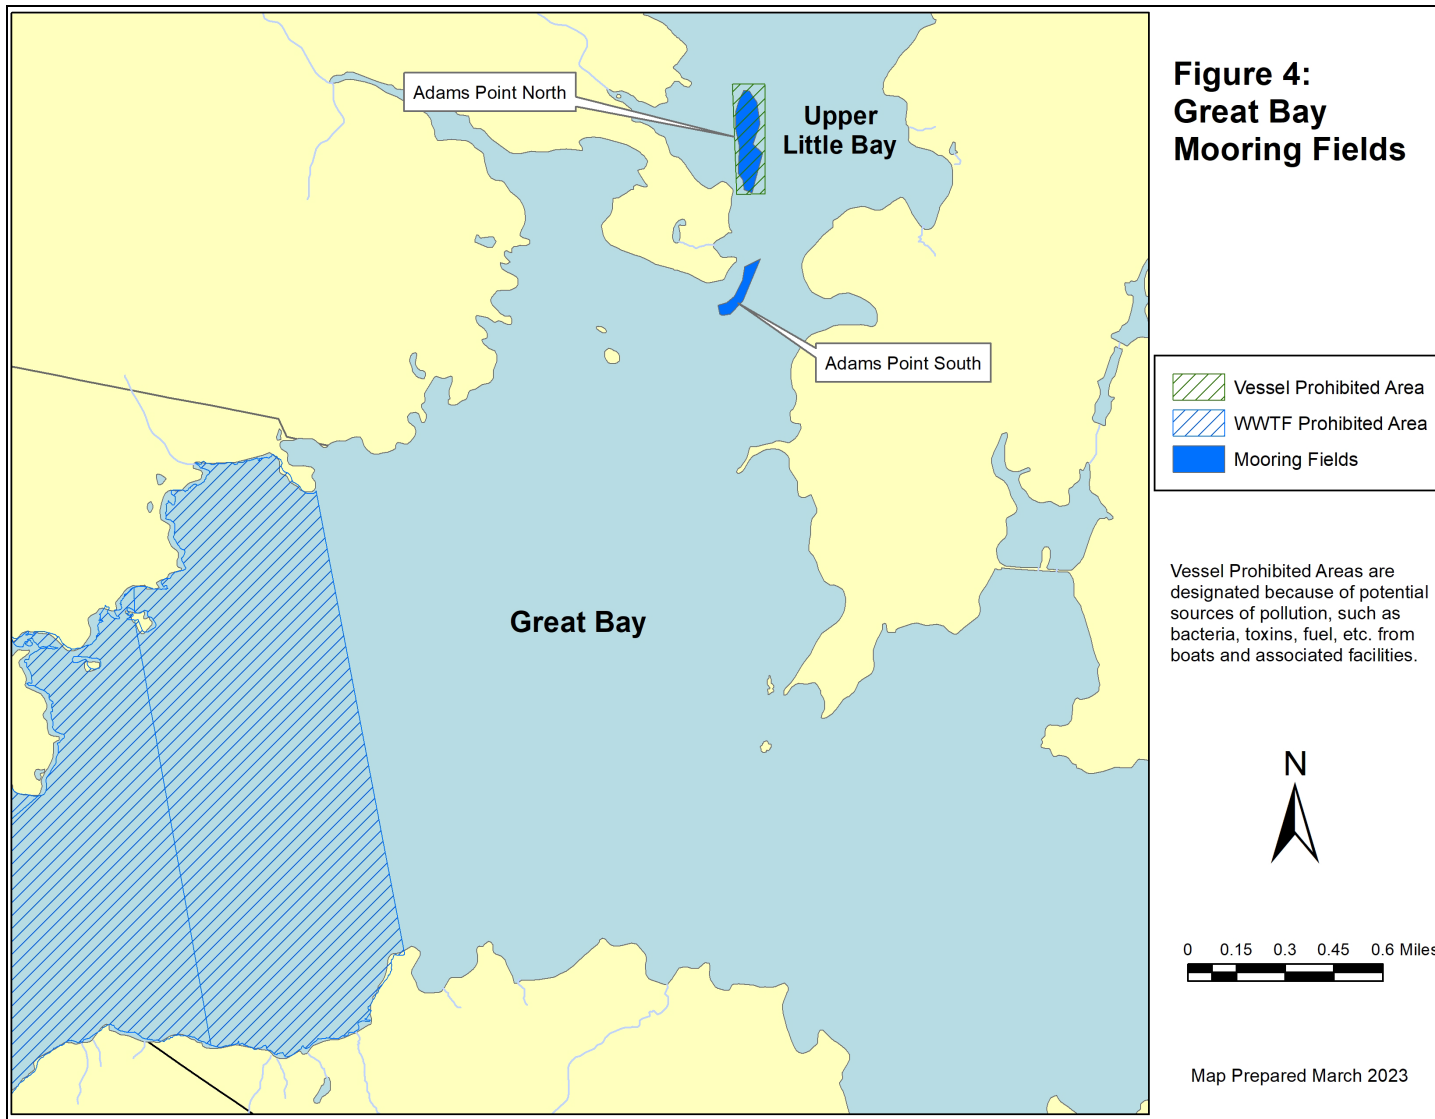 Figure 4:
Great Bay
Mooring Fields
Adams Point North
Upper
Little Bay
Adams Point South
Great Bay
Vessel Prohibited Area
WWTF Prohibited Area
Mooring Fields
Vessel Prohibited Areas are
designated because of potential
sources of pollution, such as
bacteria, toxins, fuel, etc. from
boats and associated facilities.
N
0 0.15 0.3 0.45 0.6 Miles
Map Prepared March 2023